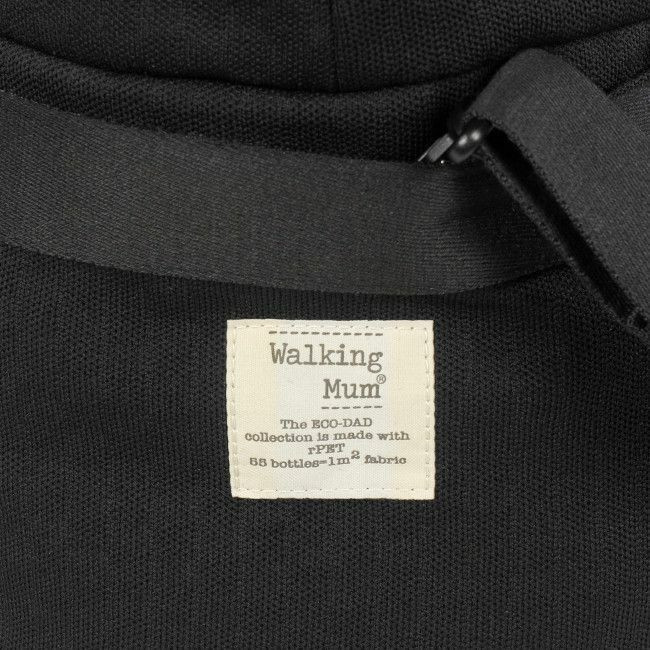 Walking
Mum®
The ECO-DAD
collection is made with
rPET
55 bottles=1m² fabric